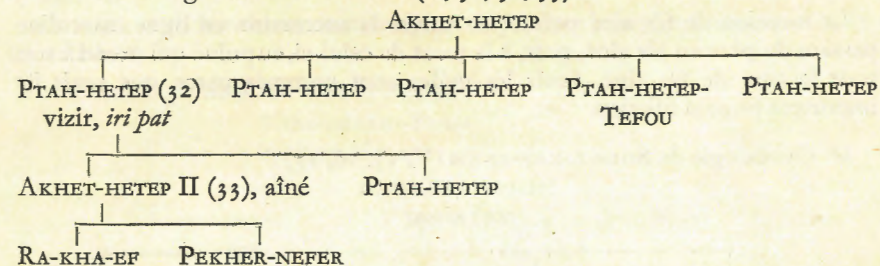 AKHET-HETEP
PTAH-HETEP (32) PTAH-HETEP PTAH-HETEP PTAH-HETEP- PTAH-HETEP
vizir, iri pat TEFOU
AKHET-HETEP II (33), aîné PTAH-HETEP
RA-KHA-EF PEKHER-NEFER